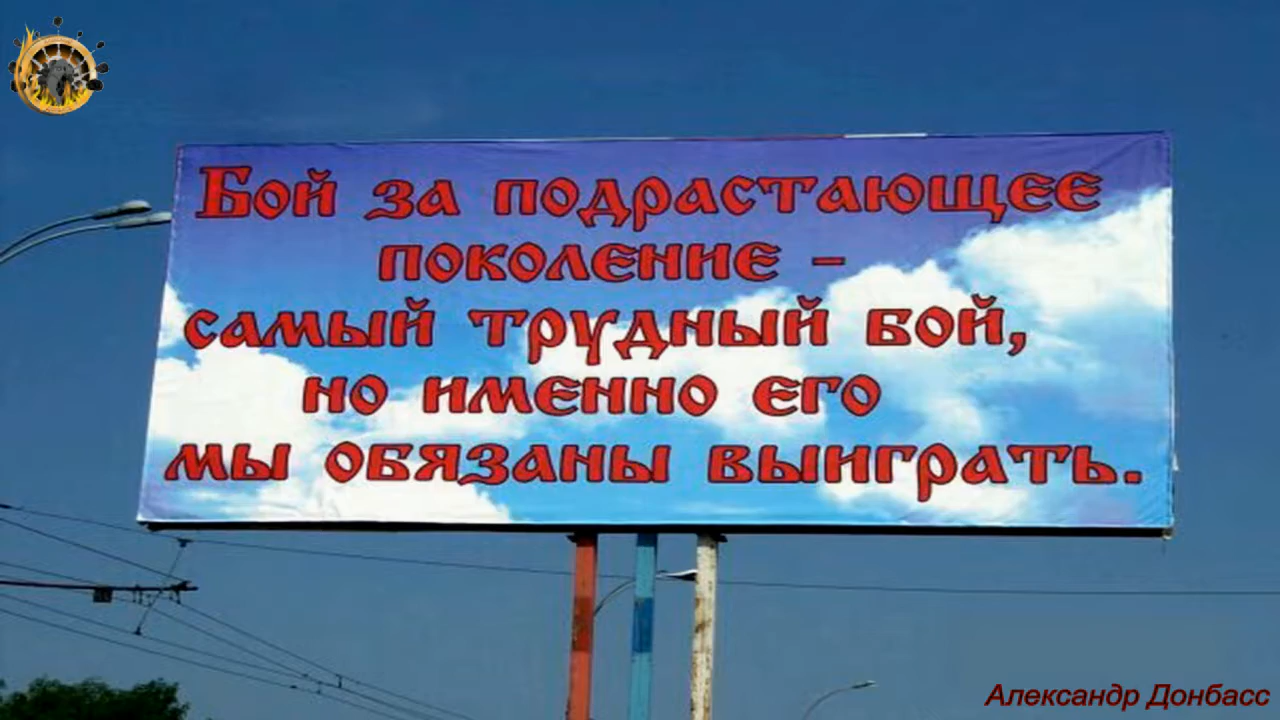 Бой за подрастающее
поколение –
самый трудный бой,
но именно его
мы обязаны выиграть.
Александр Донбасс